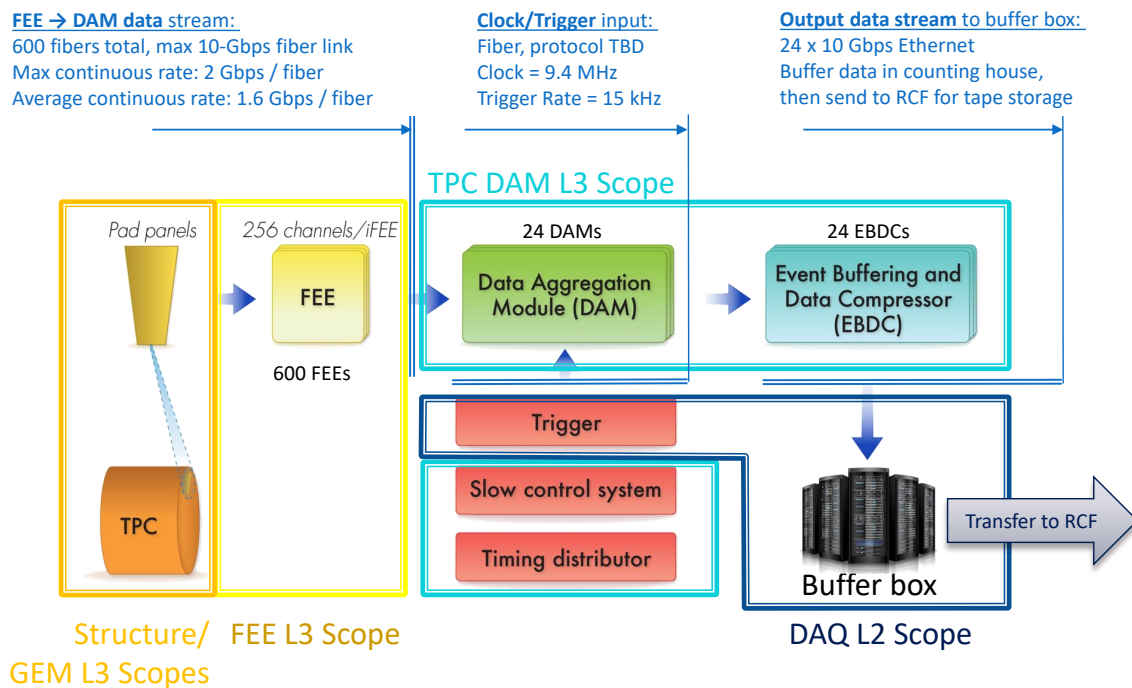 FEE → DAM data stream:
600 fibers total, max 10-Gbps fiber link
Max continuous rate: 2 Gbps / fiber
Average continuous rate: 1.6 Gbps / fiber
Clock/Trigger input:
Fiber, protocol TBD
Clock = 9.4 MHz
Trigger Rate = 15 kHz
Output data stream to buffer box:
24 x 10 Gbps Ethernet
Buffer data in counting house,
then send to RCF for tape storage
TPC DAM L3 Scope
Pad panels
256 channels/iFEE
24 DAMs
24 EBDCs
FEE
Data Aggregation
Module (DAM)
Event Buffering and
Data Compressor
(EBDC)
600 FEEs
Trigger
Slow control system
TPC
Timing distributor
Transfer to RCF
Buffer box
Structure/
GEM L3 Scopes
FEE L3 Scope
DAQ L2 Scope